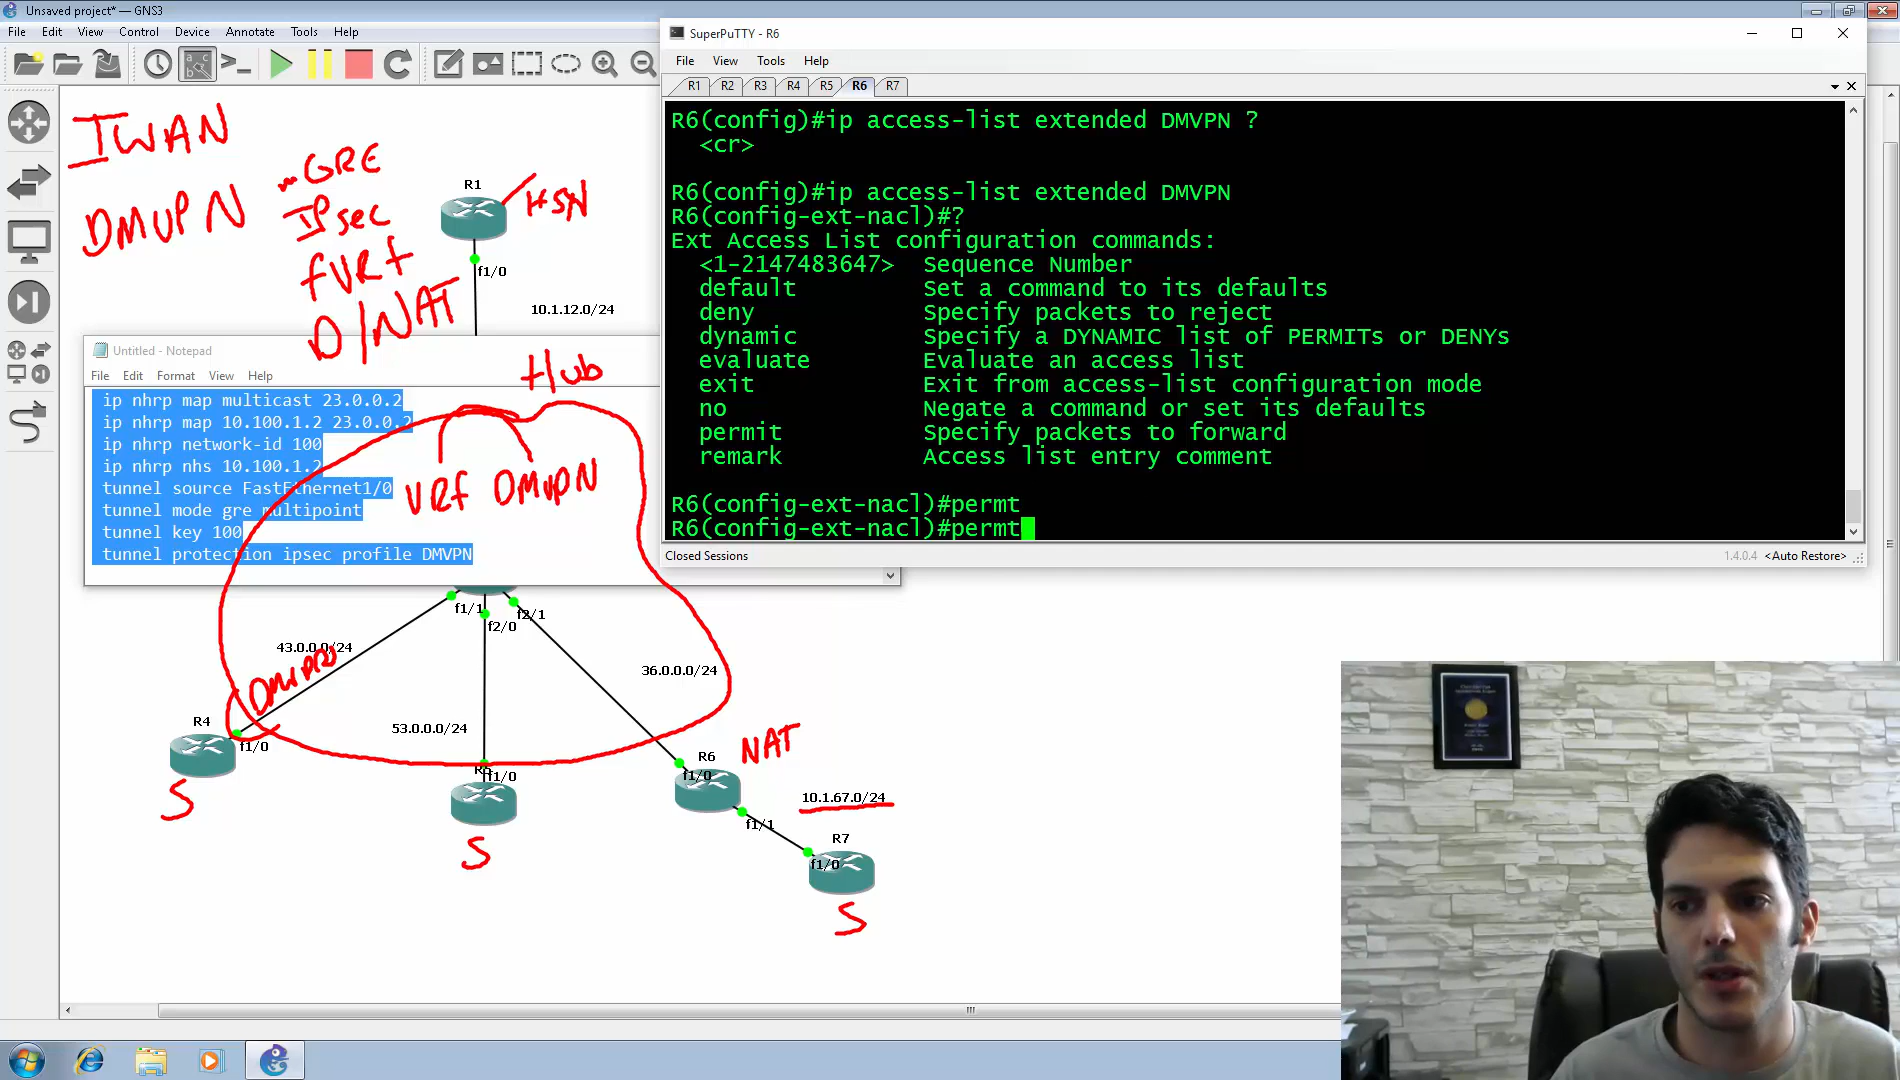 Unsaved project* — GNS3
File Edit View Control Device Annotate Tools Help
IWAN
DMVPN
mGRE
IPsec
fVRF
D/NAT
R1
f1/0
10.1.12.0/24
Hub
Untitled - Notepad
File Edit Format View Help
ip nhrp map multicast 23.0.0.2
ip nhrp map 10.100.1.2 23.0.0.2
ip nhrp network-id 100
ip nhrp nhs 10.100.1.2
tunnel source FastEthernet1/0
tunnel mode gre multipoint
tunnel key 100
tunnel protection ipsec profile DMVPN
VRF DMVPN
SuperPuTTY - R6
File View Tools Help
R1 R2 R3 R4 R5 R6 R7
R6(config)#ip access-list extended DMVPN ?
<cr>
R6(config)#ip access-list extended DMVPN
R6(config-ext-nacl)#?
Ext Access List configuration commands:
<1-2147483647> Sequence Number
default Set a command to its defaults
deny Specify packets to reject
dynamic Specify a DYNAMIC list of PERMITs or DENYs
evaluate Evaluate an access list
exit Exit from access-list configuration mode
no Negate a command or set its defaults
permit Specify packets to forward
remark Access list entry comment
R6(config-ext-nacl)#permt
R6(config-ext-nacl)#permt
Closed Sessions
1.4.0.4 <Auto Restore>
f1/1
f2/0
f2/1
43.0.0.0/24
36.0.0.0/24
53.0.0.0/24
R4
f1/0
S
f1/0
S
NAT
R6
f1/0
10.1.67.0/24
f1/1
R7
f1/0
S